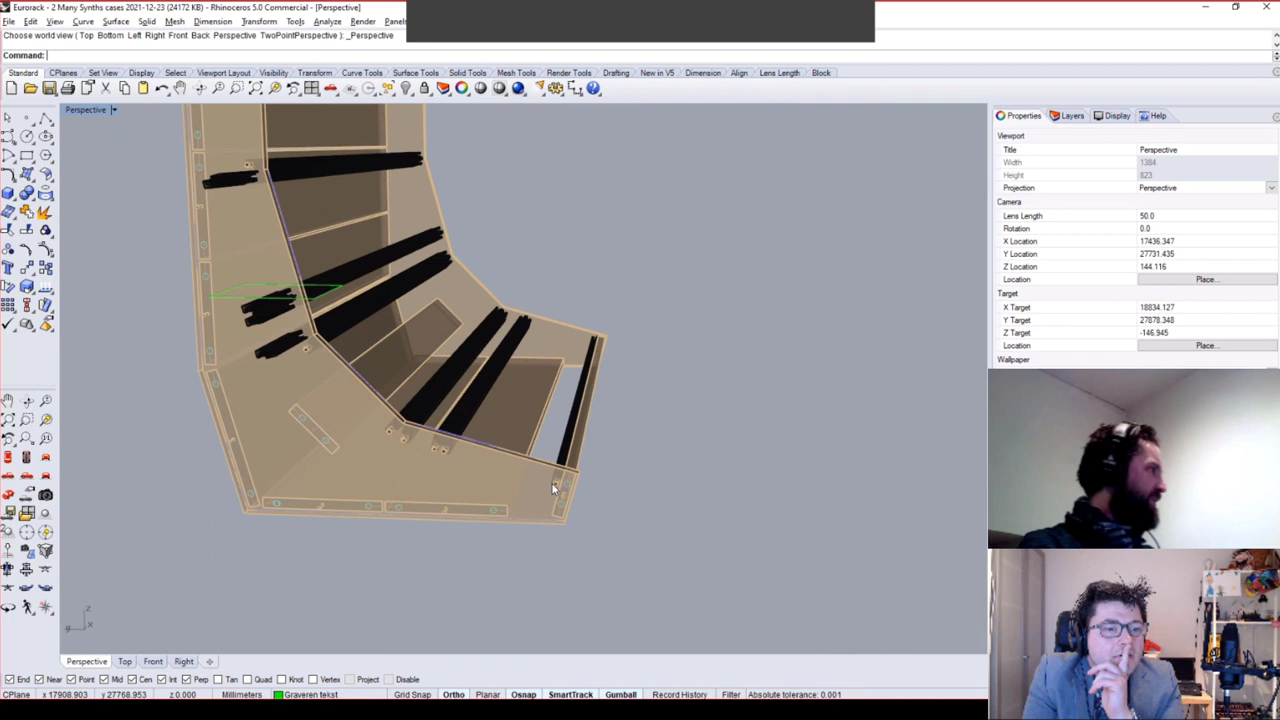 Eurorack - 2 Many Synths cases 2021-12-23 (24172 KB) - Rhinoceros 5.0 Commercial - [Perspective]
File Edit View Curve Surface Solid Mesh Dimension Transform Tools Analyze Render Panels
Choose world view ( Top Bottom Left Right Front Back Perspective TwoPointPerspective ): _Perspective
Command:
Standard CPlanes Set View Display Select Viewport Layout Visibility Transform Curve Tools Surface Tools Solid Tools Mesh Tools Render Tools Drafting New in V5 Dimension Align Lens Length Block
Perspective
Properties Layers Display Help
Viewport
Title Perspective
Width 1384
Height 823
Projection Perspective
Camera
Lens Length 50.0
Rotation 0.0
X Location 17436.347
Y Location 27731.435
Z Location 144.116
Location Place...
Target
X Target 18834.127
Y Target 27878.348
Z Target -146.945
Location Place...
Wallpaper
z
y x
Perspective Top Front Right
End Near Point Mid Cen Int Perp Tan Quad Knot Vertex Project Disable
CPlane x 17908.903 y 27768.953 z 0.000 Millimeters Graveren tekst Grid Snap Ortho Planar Osnap SmartTrack Gumball Record History Filter Absolute tolerance: 0.001